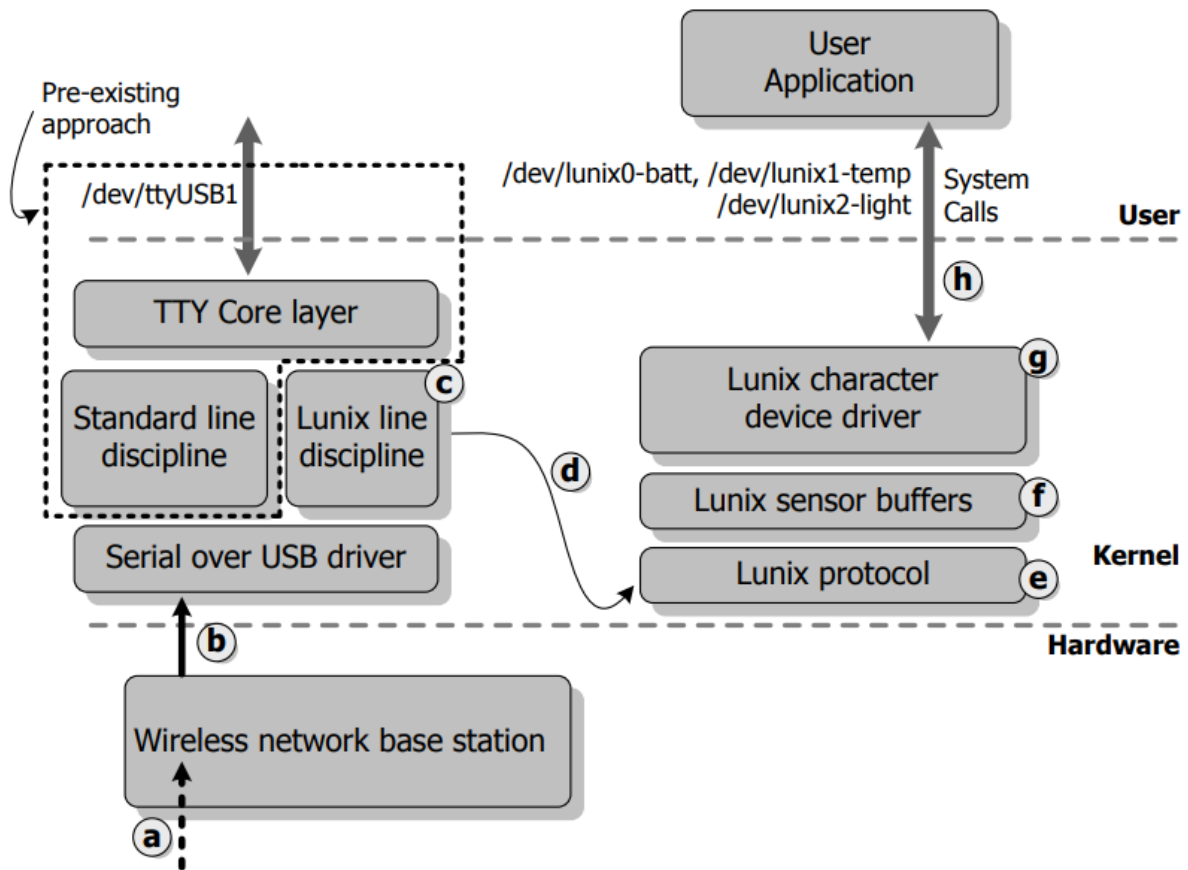 User
Application
Pre-existing
approach
/dev/ttyUSB1
/dev/lunix0-batt, /dev/lunix1-temp
/dev/lunix2-light
System
Calls
User
h
TTY Core layer
g
Lunix character
device driver
c
Standard line
discipline
Lunix line
discipline
d
Lunix sensor buffers
f
Serial over USB driver
Lunix protocol
e
Kernel
b
Hardware
Wireless network base station
a